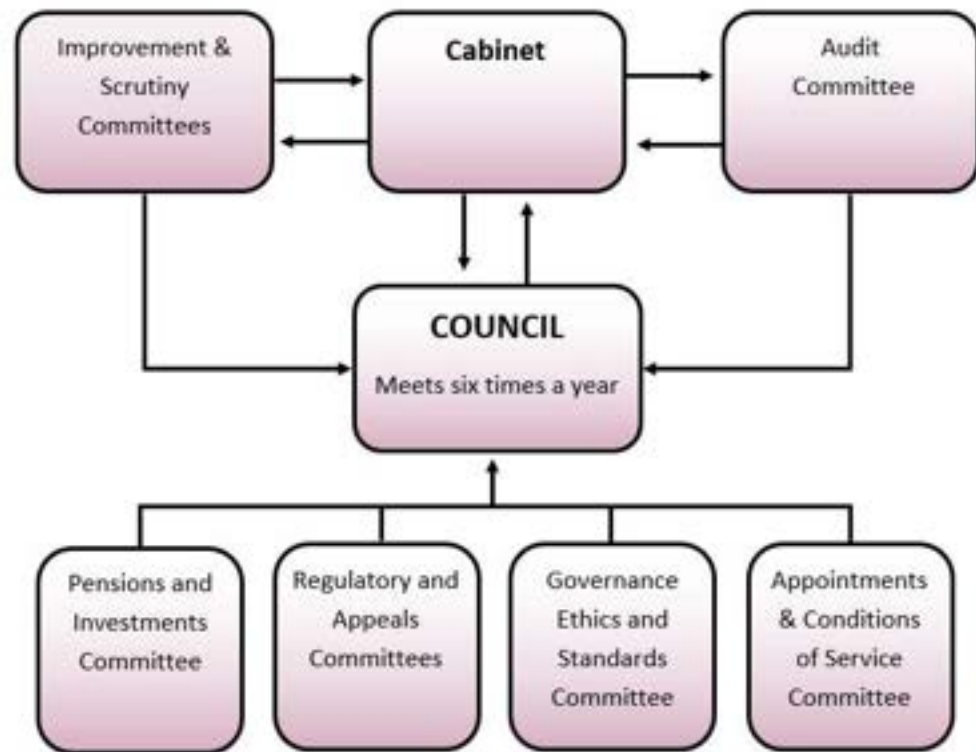 Improvement &
Scrutiny
Committees
Cabinet
Audit
Committee
COUNCIL
Meets six times a year
Pensions and
Investments
Committee
Regulatory and
Appeals
Committees
Governance
Ethics and
Standards
Committee
Appointments
& Conditions
of Service
Committee